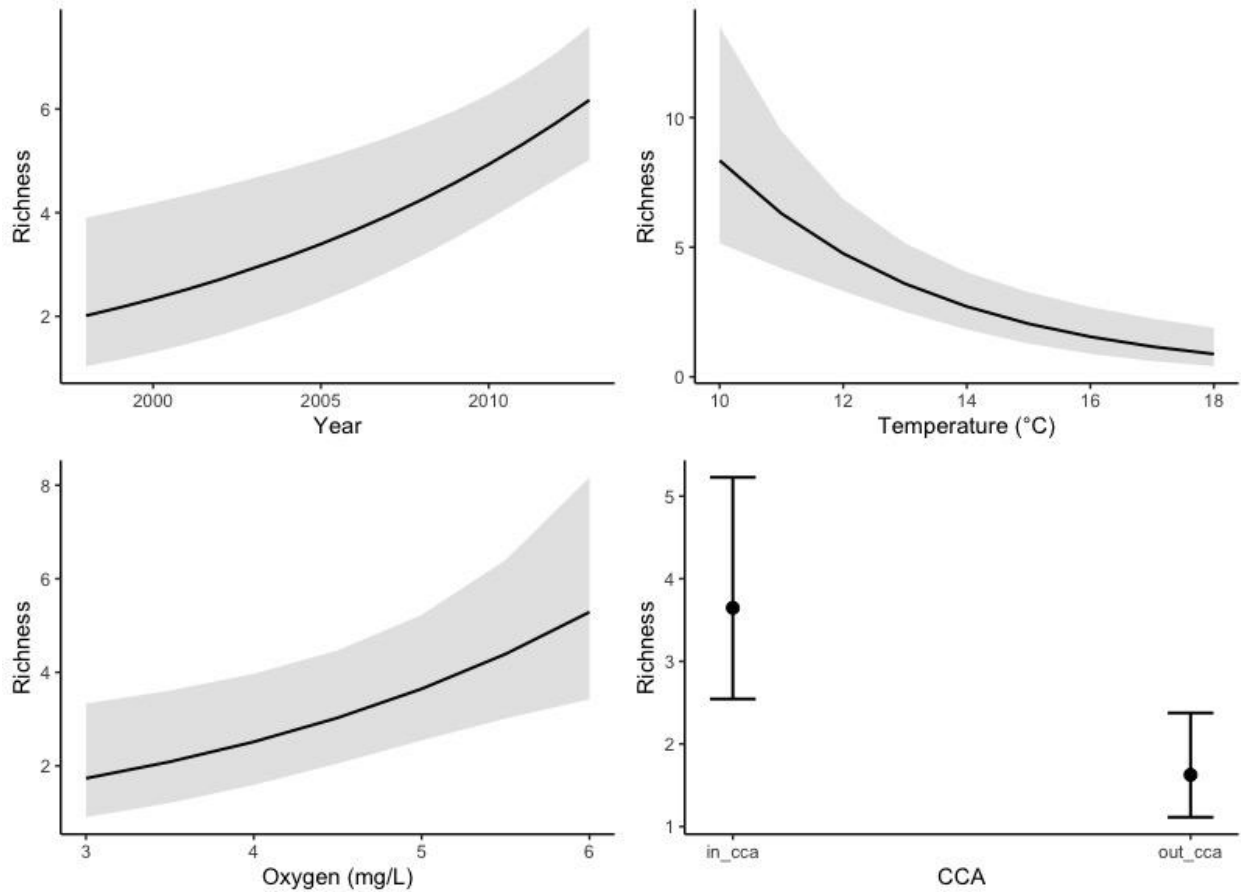 Richness
6
4
2
2000 2005 2010
Year
Richness
10
5
0
10 12 14 16 18
Temperature (°C)
Richness
8
6
4
2
3 4 5 6
Oxygen (mg/L)
Richness
5
4
3
2
1
in_cca out_cca
CCA